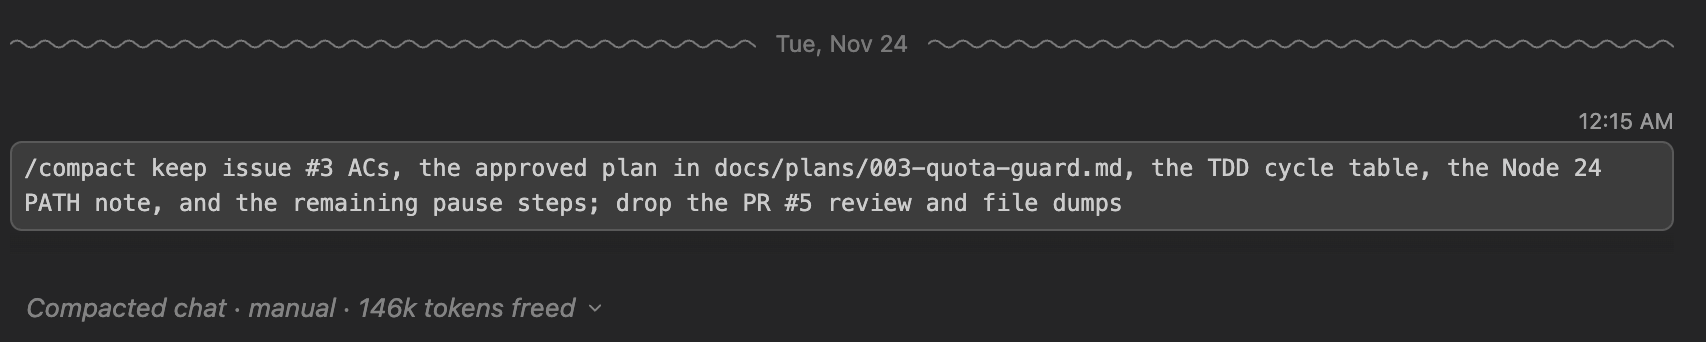 Tue, Nov 24
12:15 AM
/compact keep issue #3 ACs, the approved plan in docs/plans/003-quota-guard.md, the TDD cycle table, the Node 24
PATH note, and the remaining pause steps; drop the PR #5 review and file dumps
Compacted chat · manual · 146k tokens freed